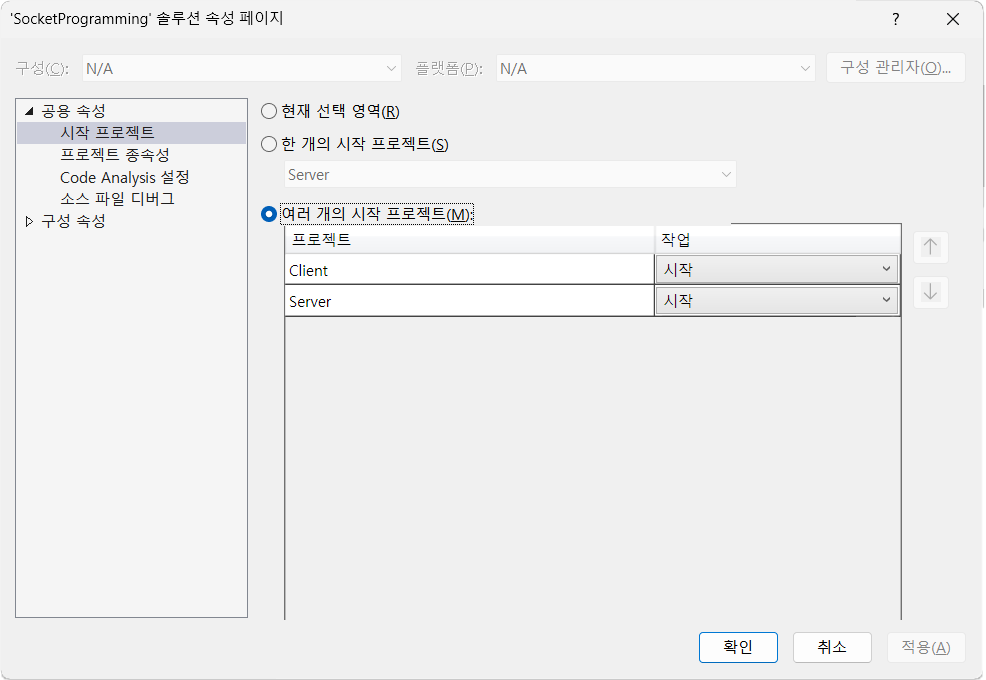 'SocketProgramming' 솔루션 속성 페이지 ?
구성(C): N/A 플랫폼(P): N/A 구성 관리자(O)...
공용 속성
시작 프로젝트
프로젝트 종속성
Code Analysis 설정
소스 파일 디버그
구성 속성
현재 선택 영역(R)
한 개의 시작 프로젝트(S)
Server
여러 개의 시작 프로젝트(M):
프로젝트 작업
Client 시작
Server 시작
확인 취소 적용(A)